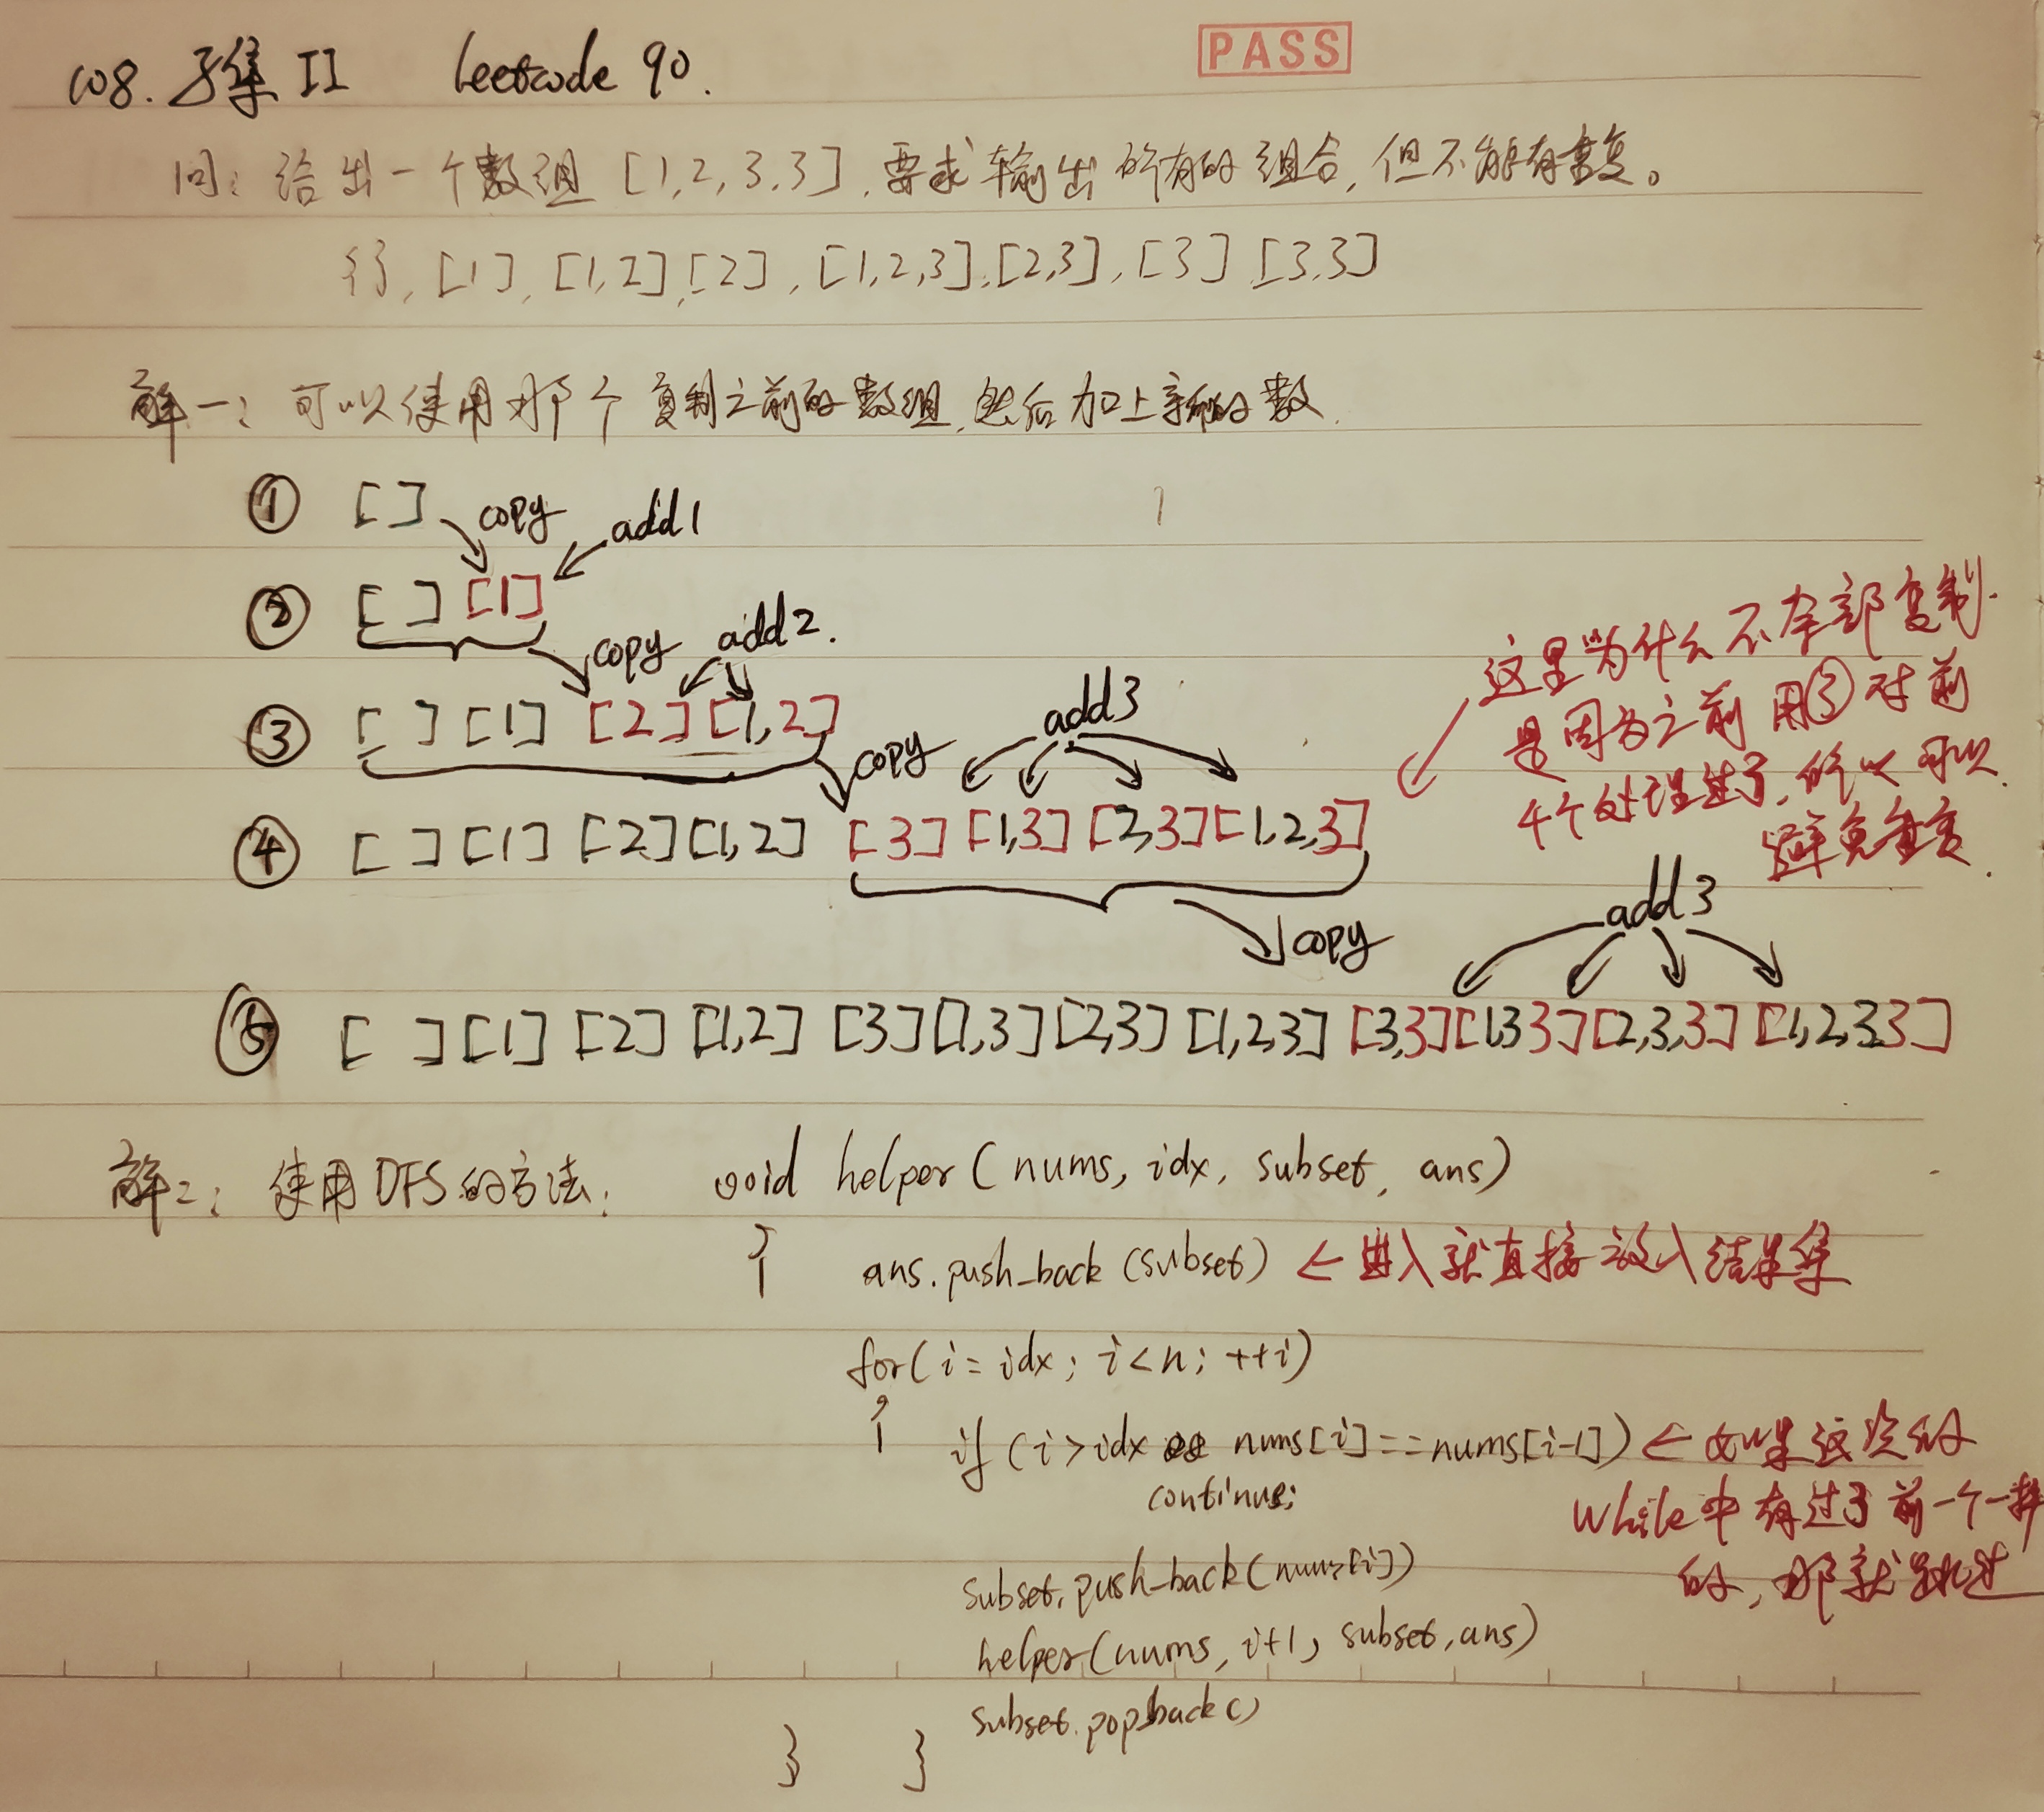 PASS
108. 子集 II leetcode 90.
问: 给出一个数组 [1,2,3,3], 要求输出所有的组合, 但不能有重复。
{}, [1], [1,2], [2], [1,2,3], [2,3], [3] [3,3]
解一: 可以使用那个复制之前的数组, 然后加上新的数.
① [ ] copy add1
② [ ] [1] copy add2.
③ [ ] [1] [2] [1,2] copy add3
这里为什么不全部复制.
是因为之前用③对前
4个处理过了, 所以可以
避免重复.
④ [ ] [1] [2] [1,2] [3] [1,3] [2,3] [1,2,3]
copy add3
⑤ [ ] [1] [2] [1,2] [3] [1,3] [2,3] [1,2,3] [3,3] [1,3,3] [2,3,3] [1,2,3,3]
解二: 使用DFS的方法. void helper(nums, idx, subset, ans)
{ ans.push_back(subset) ← 进入就直接放入结果集
for(i=idx; i<n; ++i)
{ if (i>idx && nums[i]==nums[i-1]) ← 如果这次的
continue;
while中有过了前一个一样
的, 那就跳过
subset.push_back(nums[i])
helper(nums, i+1, subset, ans)
subset.pop_back()
} }